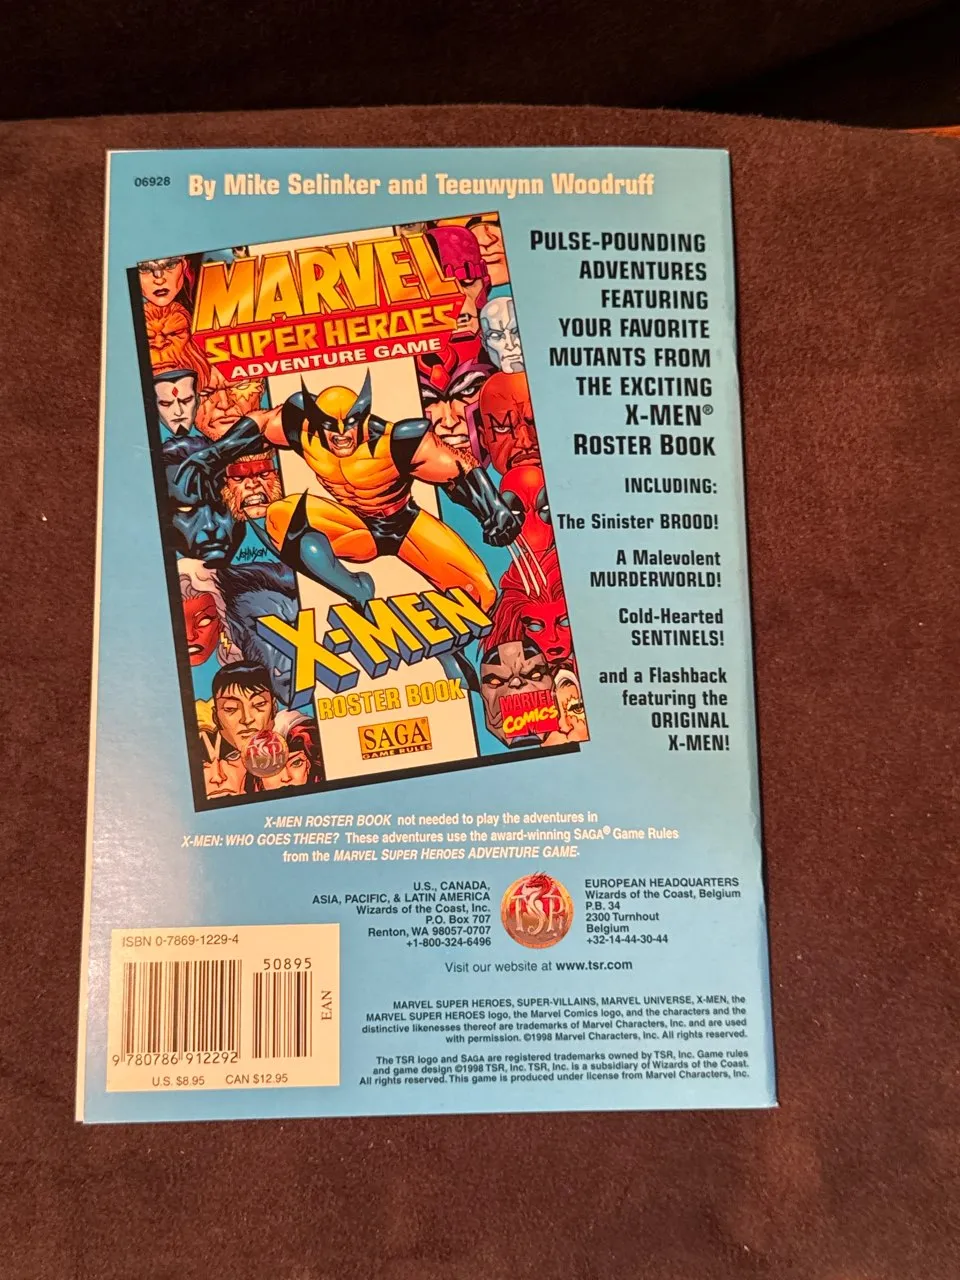 06928
By Mike Selinker and Teeuwynn Woodruff
MARVEL
SUPER HEROES
ADVENTURE GAME
JOHNSON
X-MEN®
ROSTER BOOK
SAGA®
GAME RULES
MARVEL
COMICS
TSR
PULSE-POUNDING
ADVENTURES
FEATURING
YOUR FAVORITE
MUTANTS FROM
THE EXCITING
X-MEN®
ROSTER BOOK
INCLUDING:
The Sinister BROOD!
A Malevolent
MURDERWORLD!
Cold-Hearted
SENTINELS!
and a Flashback
featuring the
ORIGINAL
X-MEN!
X-MEN ROSTER BOOK not needed to play the adventures in
X-MEN: WHO GOES THERE? These adventures use the award-winning SAGA® Game Rules
from the MARVEL SUPER HEROES ADVENTURE GAME.
U.S., CANADA,
ASIA, PACIFIC, & LATIN AMERICA
Wizards of the Coast, Inc.
P.O. Box 707
Renton, WA 98057-0707
+1-800-324-6496
TSR
EUROPEAN HEADQUARTERS
Wizards of the Coast, Belgium
P.B. 34
2300 Turnhout
Belgium
+32-14-44-30-44
Visit our website at www.tsr.com
ISBN 0-7869-1229-4
50895
EAN
9 780786 912292
U.S. $8.95 CAN $12.95
MARVEL SUPER HEROES, SUPER-VILLAINS, MARVEL UNIVERSE, X-MEN, the
MARVEL SUPER HEROES logo, the Marvel Comics logo, and the characters and the
distinctive likenesses thereof are trademarks of Marvel Characters, Inc. and are used
with permission. ©1998 Marvel Characters, Inc. All rights reserved.
The TSR logo and SAGA are registered trademarks owned by TSR, Inc. Game rules
and game design ©1998 TSR, Inc. TSR, Inc. is a subsidiary of Wizards of the Coast.
All rights reserved. This game is produced under license from Marvel Characters, Inc.